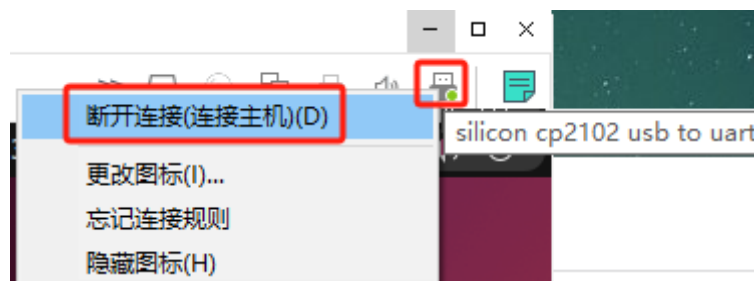 断开连接(连接主机)(D)
silicon cp2102 usb to uart
更改图标(I)...
忘记连接规则
隐藏图标(H)